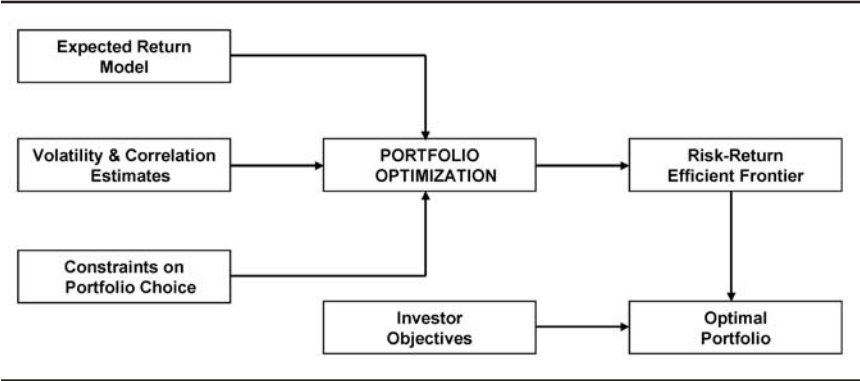 Expected Return
Model
Volatility & Correlation
Estimates
PORTFOLIO
OPTIMIZATION
Risk-Return
Efficient Frontier
Constraints on
Portfolio Choice
Investor
Objectives
Optimal
Portfolio